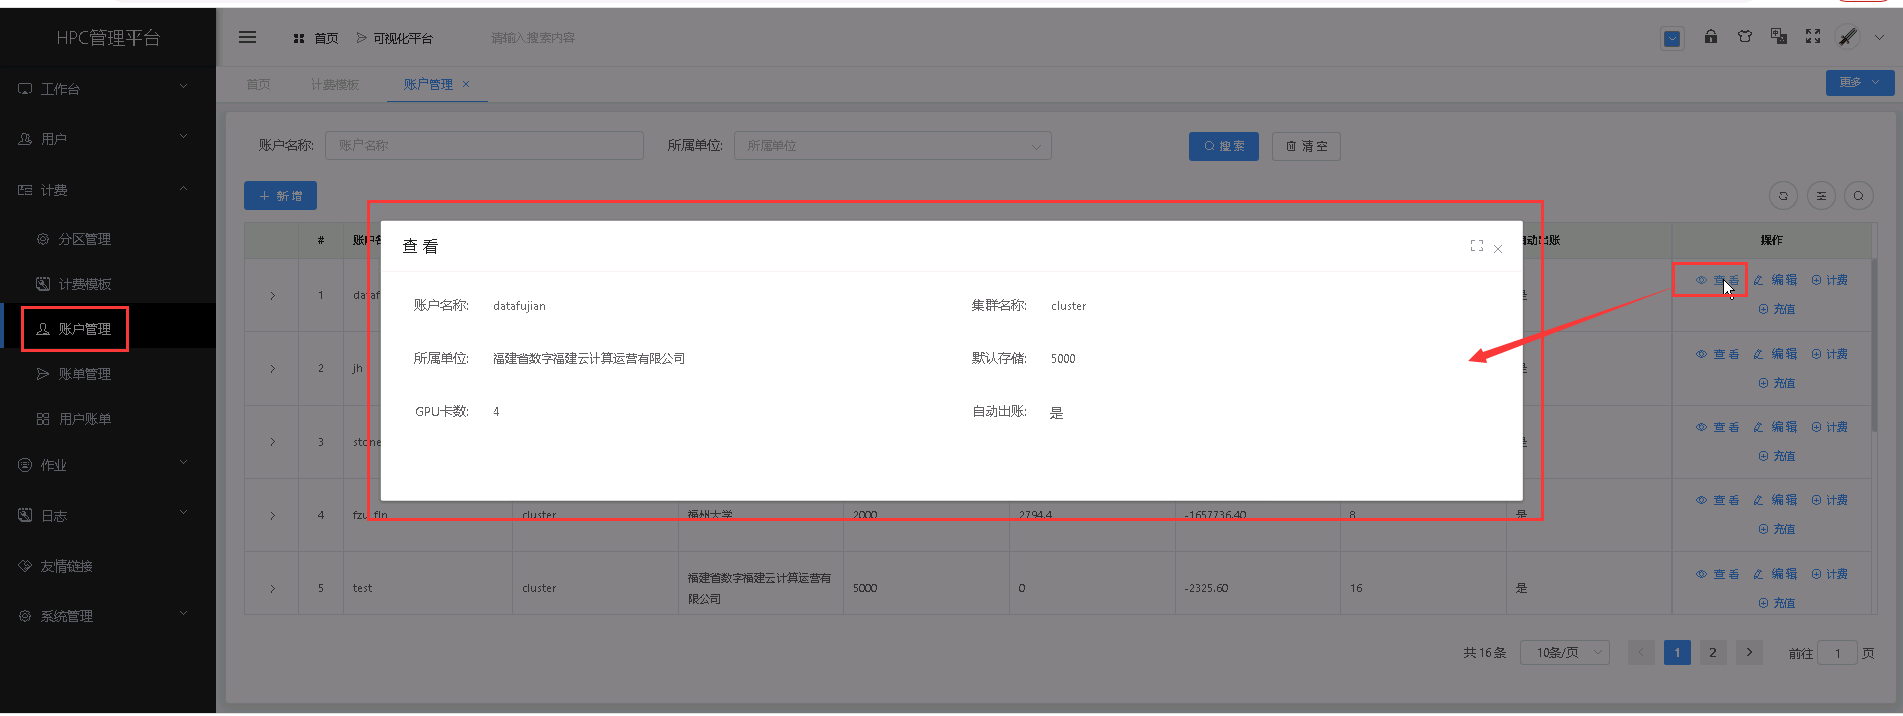 HPC管理平台
首页
可视化平台
请输入搜索内容
工作台
用户
计费
分区管理
计费模板
账户管理
账单管理
用户账单
作业
日志
友情链接
系统管理
首页 计费模板 账户管理 × 更多
账户名称: 账户名称 所属单位: 所属单位 搜索 清空
+ 新增
# 账户名 自动出账 操作
查看
账户名称: datafujian 集群名称: cluster
所属单位: 福建省数字福建云计算运营有限公司 默认存储: 5000
GPU卡数: 4 自动出账: 是
1 dataf 是 查看 编辑 计费
充值
2 jh 是 查看 编辑 计费
充值
3 stone 是 查看 编辑 计费
充值
4 fzu_fln cluster 福州大学 2000 2794.4 -1657736.40 8 是 查看 编辑 计费
充值
5 test cluster 福建省数字福建云计算运营有 5000 0 -2325.60 16 是 查看 编辑 计费
限公司 充值
共 16 条 10条/页 1 2 前往 1 页